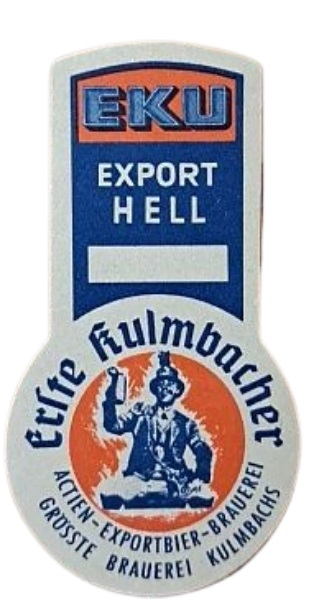 EKU
EXPORT
HELL
Erste Kulmbacher
ACTIEN-EXPORTBIER-BRAUEREI
GRÖSSTE BRAUEREI KULMBACHS